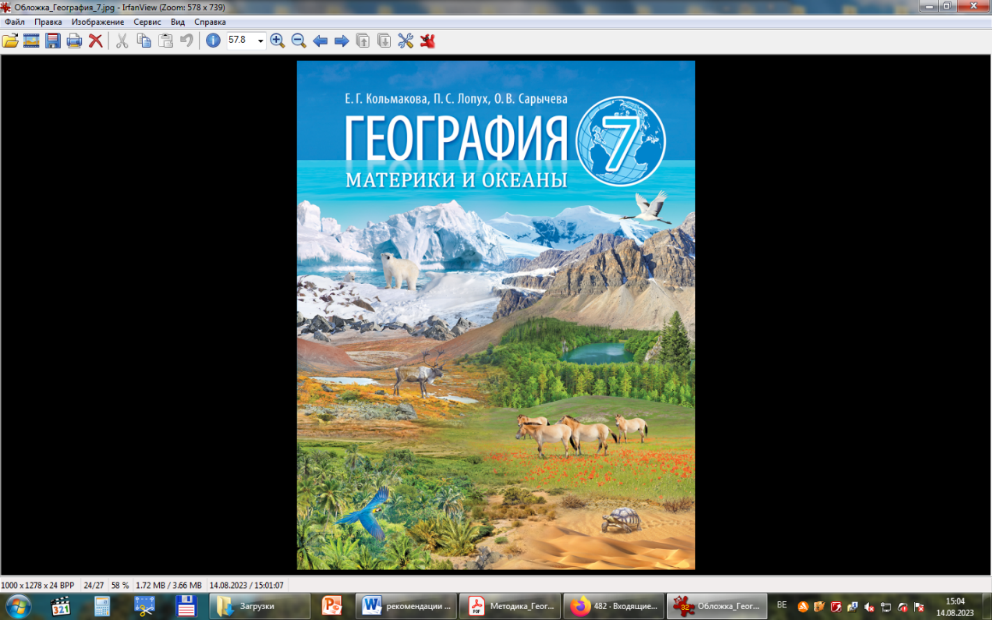 Обложка_География_7.jpg - IrfanView (Zoom: 578 x 739)
Файл Правка Изображение Сервис Вид Справка
57.8
Е. Г. Кольмакова, П. С. Лопух, О. В. Сарычева
ГЕОГРАФИЯ
7
МАТЕРИКИ И ОКЕАНЫ
1000 x 1278 x 24 BPP 24/27 58 % 1.72 MB / 3.66 MB 14.08.2023 / 15:01:07
321 Загрузки рекомендации ... Методика_Геог... 482 - Входящие... Обложка_Геог... BE 15:04
14.08.2023